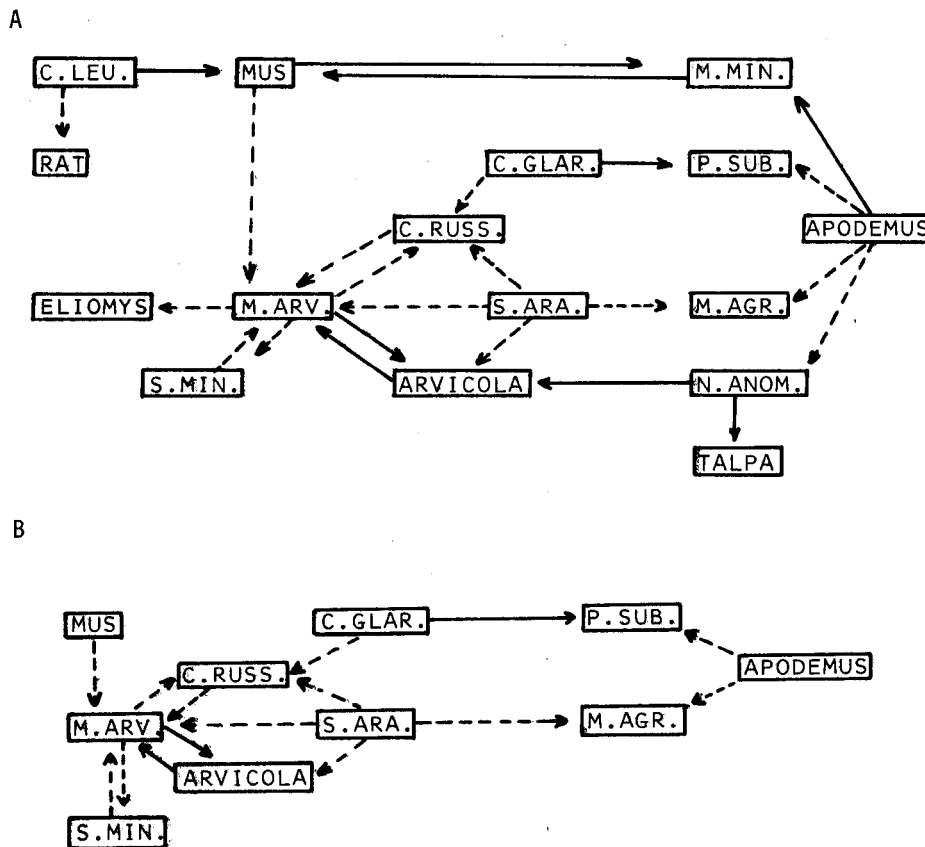 A
C.LEU.
MUS
M.MIN.
RAT
C.GLAR.
P.SUB.
C.RUSS.
APODEMUS
ELIOMYS
M.ARV.
S.ARA.
M.AGR.
S.MIN.
ARVICOLA
N.ANOM.
TALPA
B
MUS
C.GLAR.
P.SUB.
C.RUSS.
APODEMUS
M.ARV.
S.ARA.
M.AGR.
ARVICOLA
S.MIN.